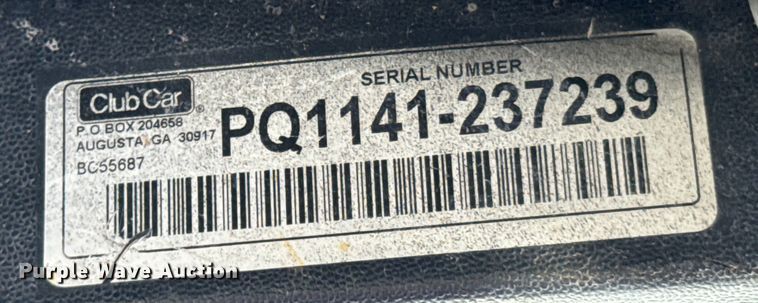 Club Car
®
P.O BOX 204658
AUGUSTA, GA 30917
BC55687
SERIAL NUMBER
PQ1141-237239
Purple Wave Auction